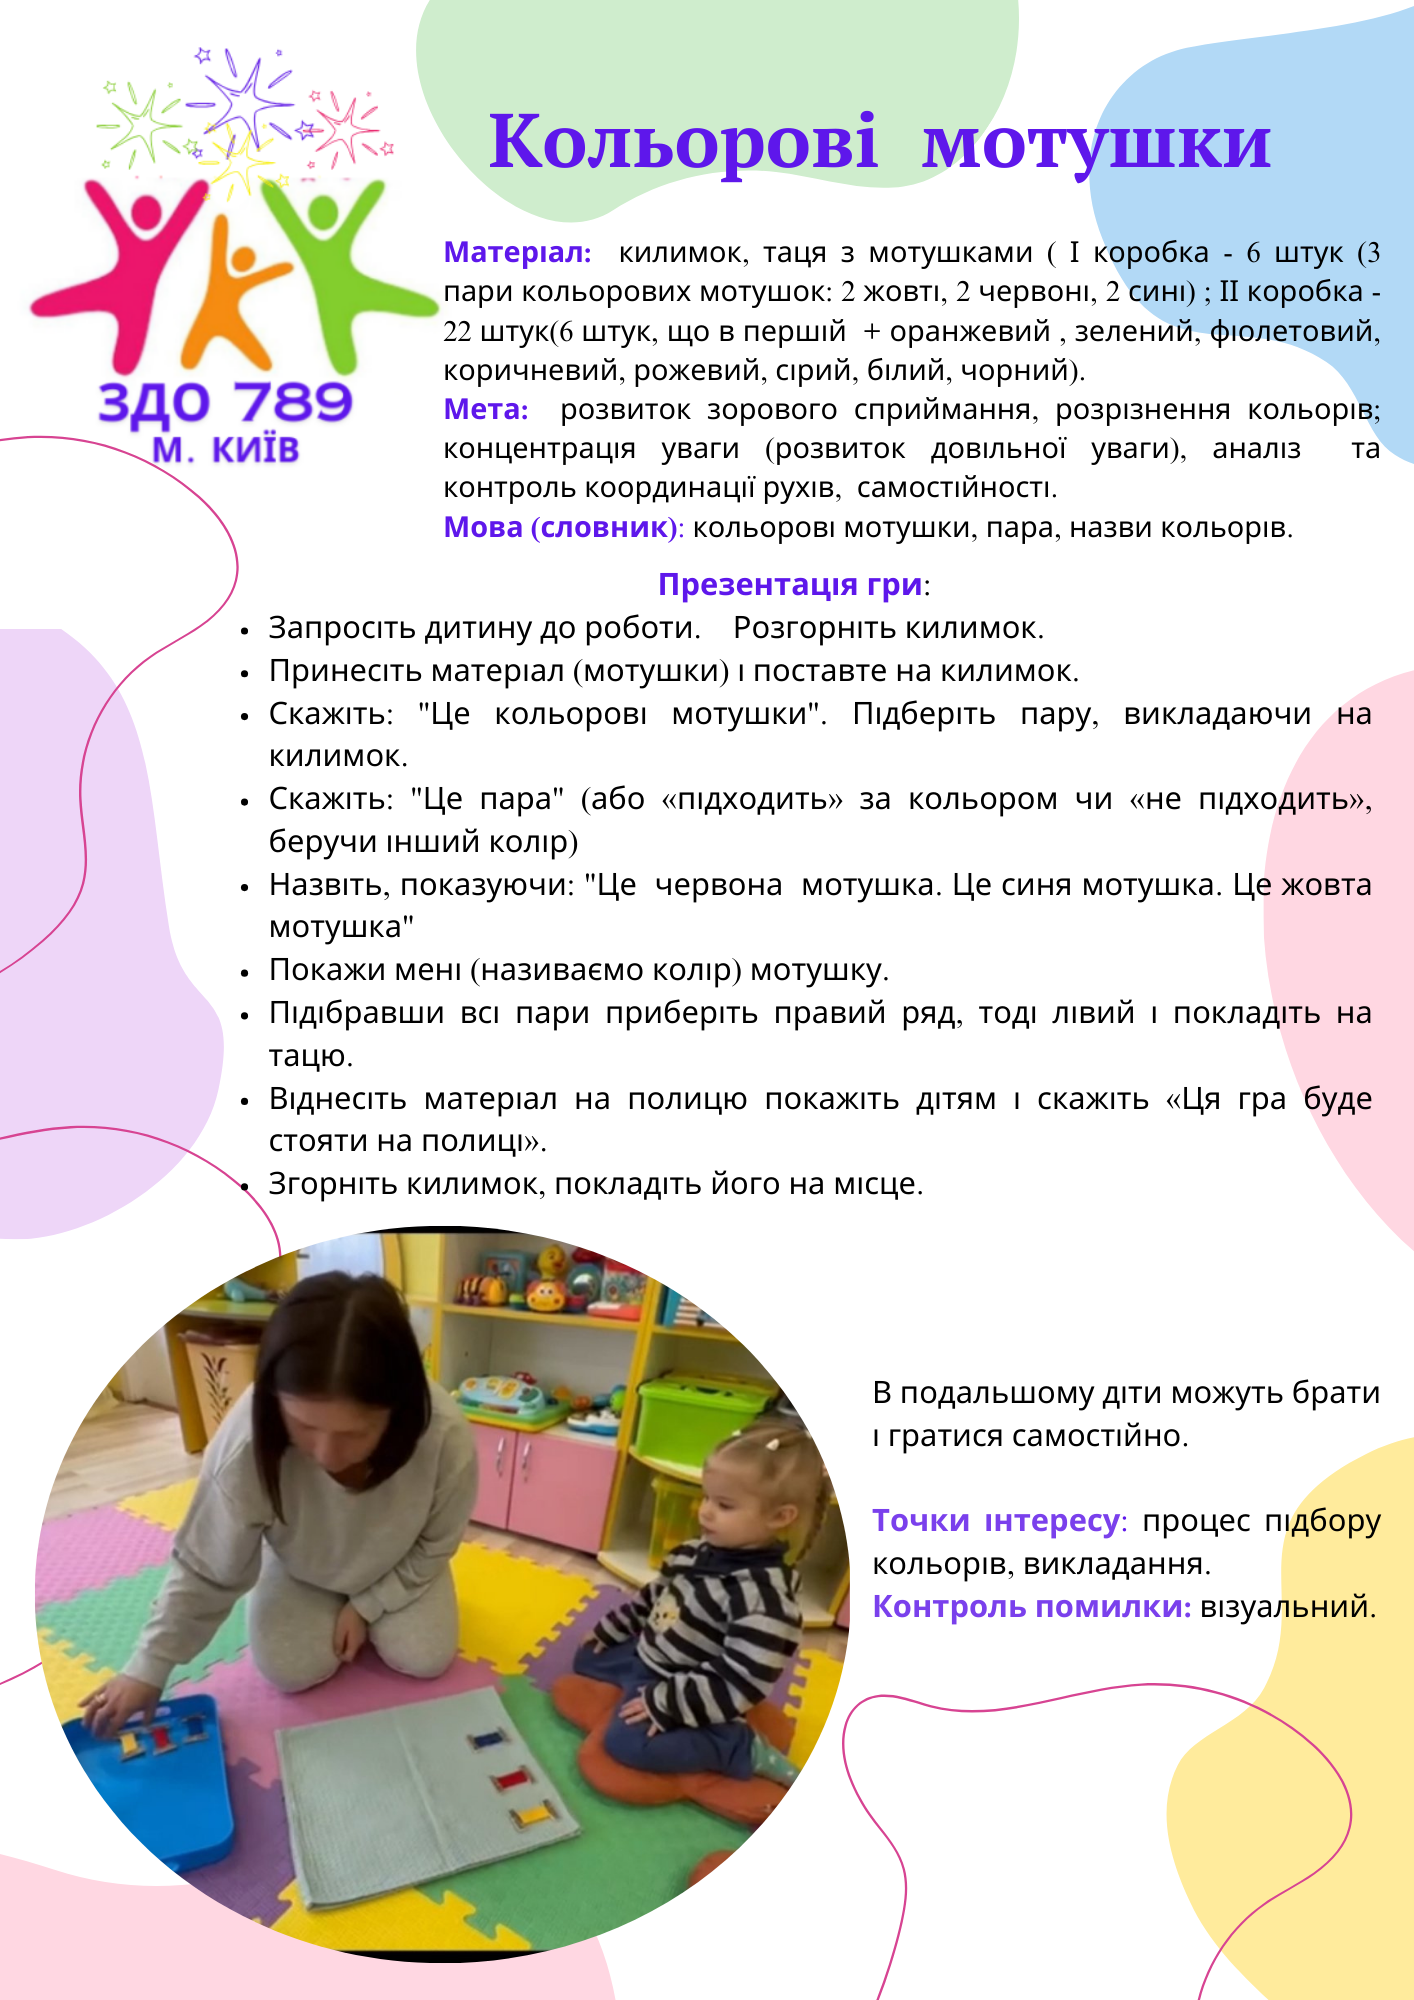 ЗДО 789
М. КИЇВ
Кольорові мотушки
Матеріал: килимок, таця з мотушками ( І коробка - 6 штук (3
пари кольорових мотушок: 2 жовті, 2 червоні, 2 сині) ; ІІ коробка -
22 штук(6 штук, що в першій + оранжевий , зелений, фіолетовий,
коричневий, рожевий, сірий, білий, чорний).
Мета: розвиток зорового сприймання, розрізнення кольорів;
концентрація уваги (розвиток довільної уваги), аналіз та
контроль координації рухів, самостійності.
Мова (словник): кольорові мотушки, пара, назви кольорів.
Презентація гри:
• Запросіть дитину до роботи. Розгорніть килимок.
• Принесіть матеріал (мотушки) і поставте на килимок.
• Скажіть: "Це кольорові мотушки". Підберіть пару, викладаючи на
килимок.
• Скажіть: "Це пара" (або «підходить» за кольором чи «не підходить»,
беручи інший колір)
• Назвіть, показуючи: "Це червона мотушка. Це синя мотушка. Це жовта
мотушка"
• Покажи мені (називаємо колір) мотушку.
• Підібравши всі пари приберіть правий ряд, тоді лівий і покладіть на
тацю.
• Віднесіть матеріал на полицю покажіть дітям і скажіть «Ця гра буде
стояти на полиці».
• Згорніть килимок, покладіть його на місце.
В подальшому діти можуть брати
і гратися самостійно.
Точки інтересу: процес підбору
кольорів, викладання.
Контроль помилки: візуальний.